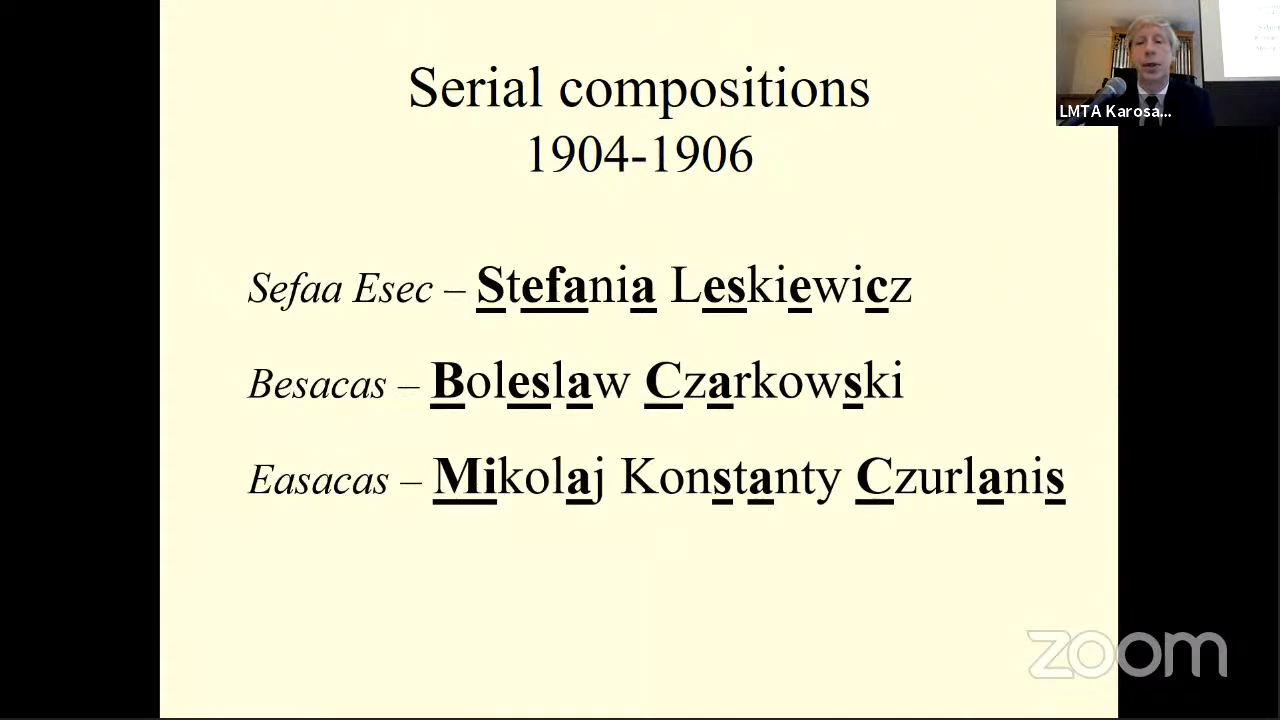 Serial compositions
1904-1906
Sefaa Esec – Stefania Leskiewicz
Besacas – Boleslaw Czarkowski
Easacas – Mikolaj Konstanty Czurlanis
LMTA Karosa...
zoom